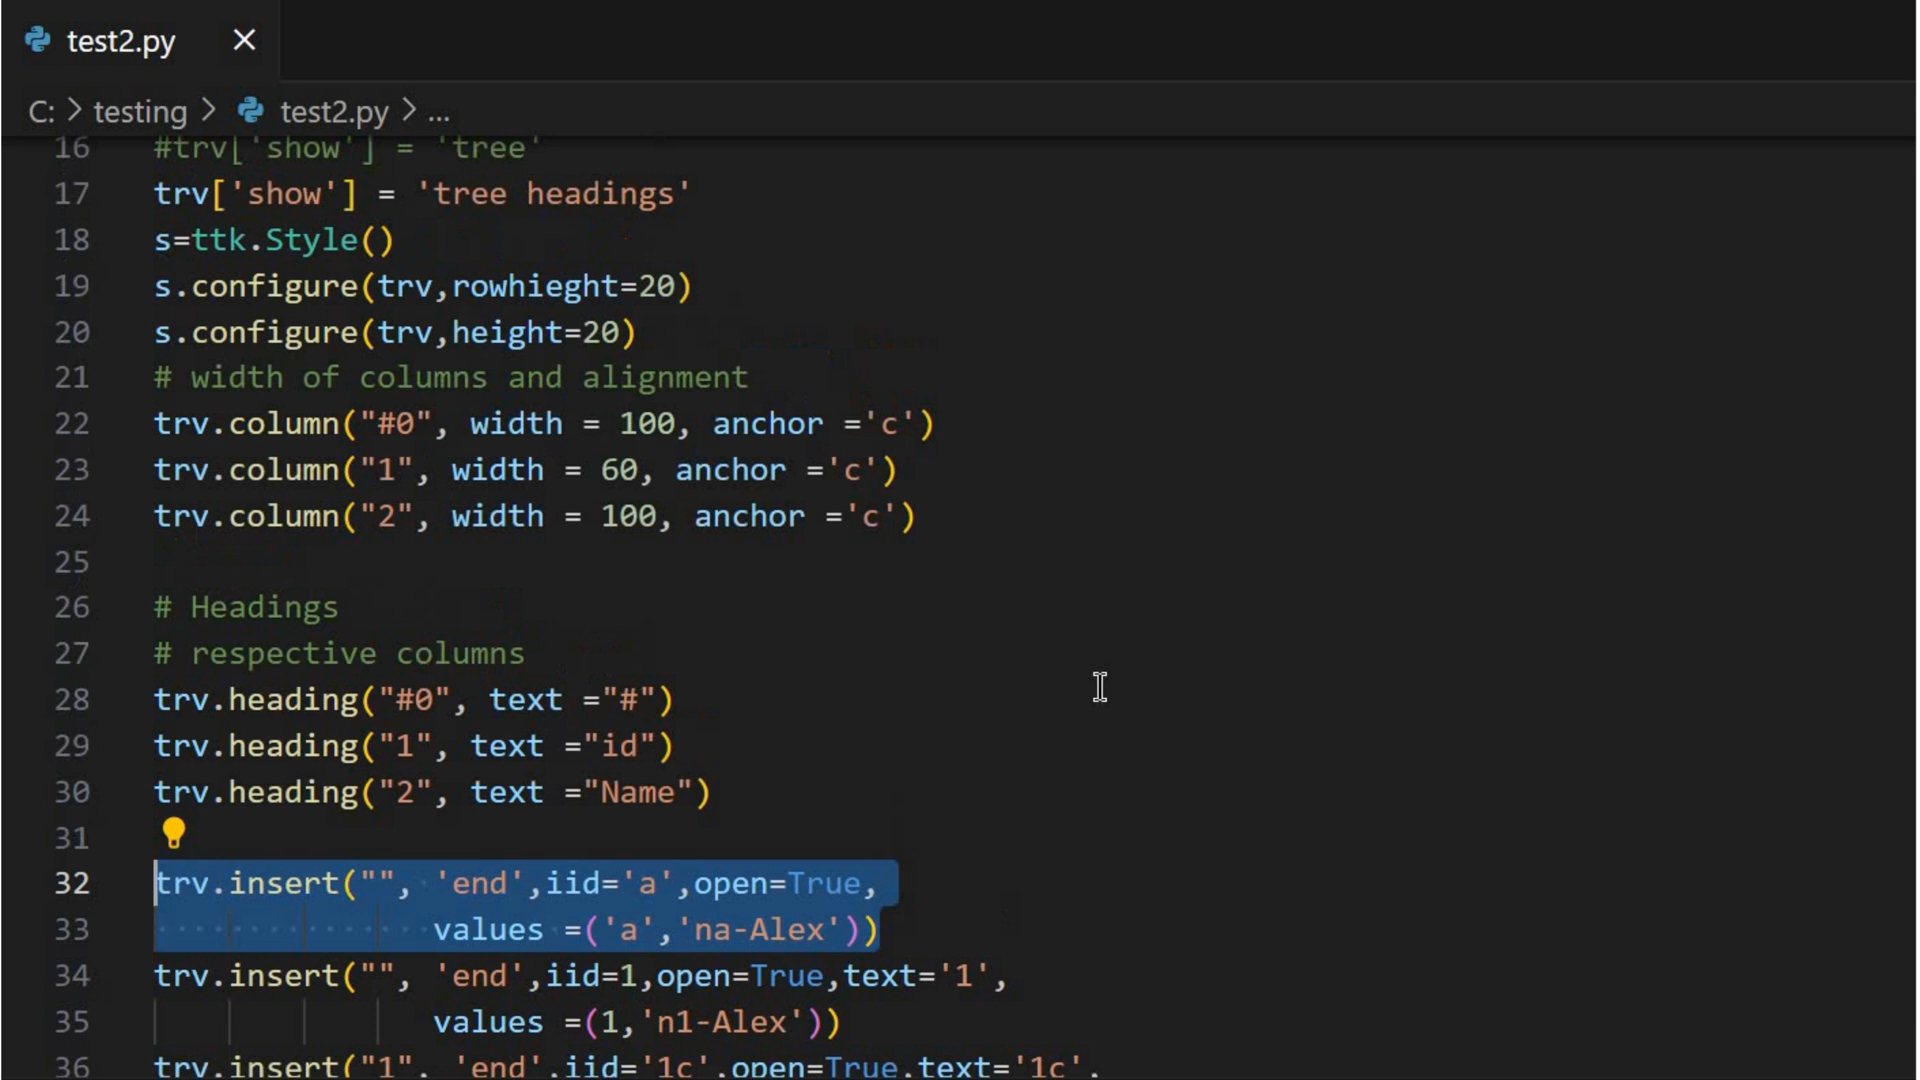 test2.py
C: > testing > test2.py > ...
16 #trv['show'] = 'tree'
17 trv['show'] = 'tree headings'
18 s=ttk.Style()
19 s.configure(trv,rowhieght=20)
20 s.configure(trv,height=20)
21 # width of columns and alignment
22 trv.column("#0", width = 100, anchor ='c')
23 trv.column("1", width = 60, anchor ='c')
24 trv.column("2", width = 100, anchor ='c')
25
26 # Headings
27 # respective columns
28 trv.heading("#0", text ="#")
29 trv.heading("1", text ="id")
30 trv.heading("2", text ="Name")
31
32 trv.insert("", 'end',iid='a',open=True,
33 values =('a','na-Alex'))
34 trv.insert("", 'end',iid=1,open=True,text='1',
35 values =(1,'n1-Alex'))
36 trv.insert("1", 'end',iid='1c',open=True,text='1c',